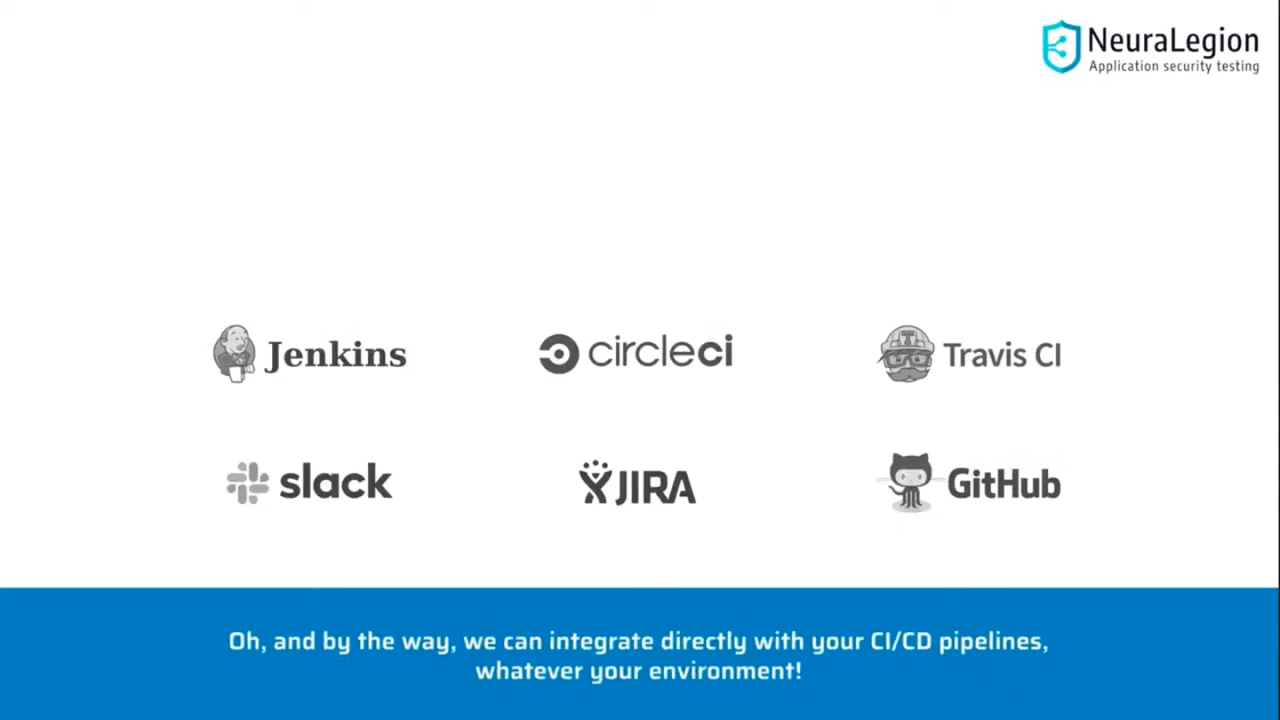 NeuraLegion
Application security testing
Jenkins
circleci
Travis CI
slack
JIRA
GitHub
Oh, and by the way, we can integrate directly with your CI/CD pipelines,
whatever your environment!